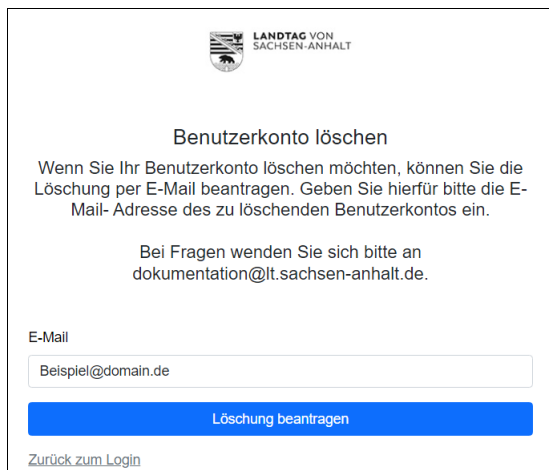 LANDTAG VON
SACHSEN-ANHALT
Benutzerkonto löschen
Wenn Sie Ihr Benutzerkonto löschen möchten, können Sie die
Löschung per E-Mail beantragen. Geben Sie hierfür bitte die E-
Mail- Adresse des zu löschenden Benutzerkontos ein.
Bei Fragen wenden Sie sich bitte an
dokumentation@lt.sachsen-anhalt.de.
E-Mail
Beispiel@domain.de
Löschung beantragen
Zurück zum Login